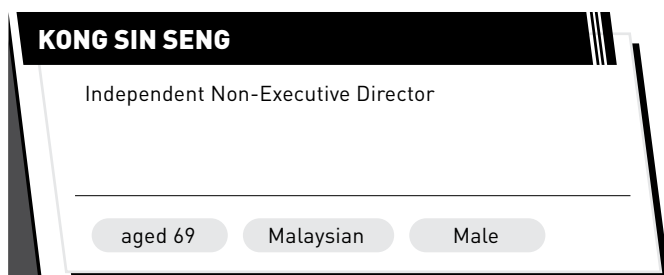 KONG SIN SENG
Independent Non-Executive Director
aged 69 Malaysian Male